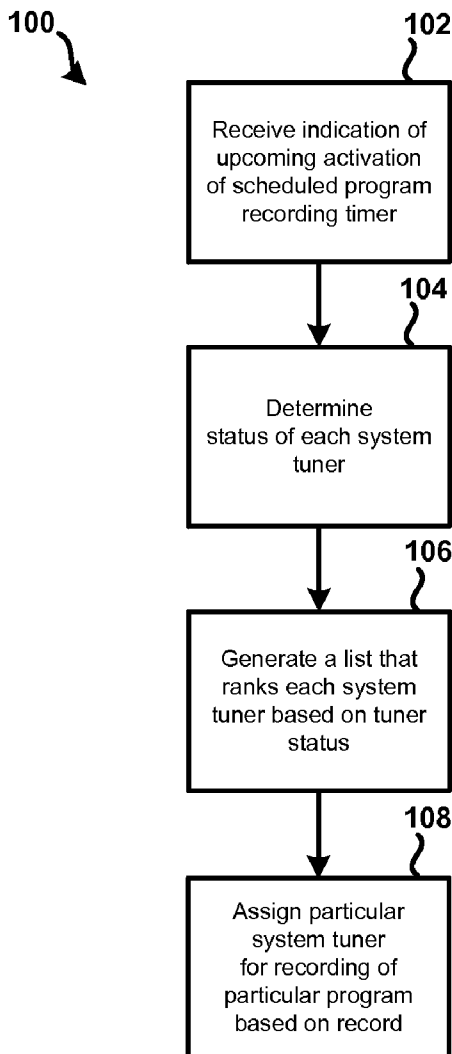 100
102
Receive indication of
upcoming activation
of scheduled program
recording timer
104
Determine
status of each system
tuner
106
Generate a list that
ranks each system
tuner based on tuner
status
108
Assign particular
system tuner
for recording of
particular program
based on record